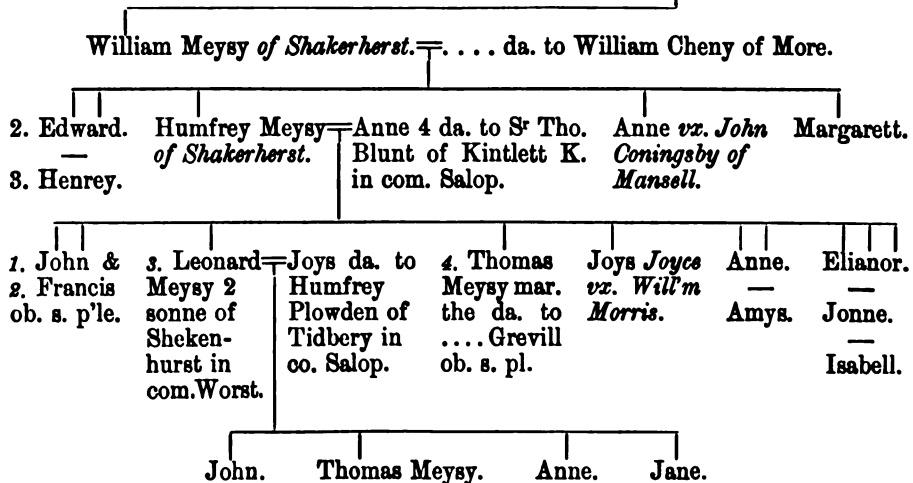 William Meysy of Shakerherst.=. . . . da. to William Cheny of More.
2. Edward.
—
3. Henrey.
Humfrey Meysy=
of Shakerherst.
Anne 4 da. to Sr Tho.
Blunt of Kintlett K.
in com. Salop.
Anne vx. John
Coningsby of
Mansell.
Margarett.
1. John &
2. Francis
ob. s. p'le.
3. Leonard=
Meysy 2
sonne of
Sheken-
hurst in
com.Worst.
Joys da. to
Humfrey
Plowden of
Tidbery in
co. Salop.
4. Thomas
Meysy mar.
the da. to
. . . . Grevill
ob. s. pl.
Joys Joyce
vx. Will'm
Morris.
Anne.
—
Amys.
Elianor.
—
Jonne.
—
Isabell.
John.
Thomas Meysy.
Anne.
Jane.